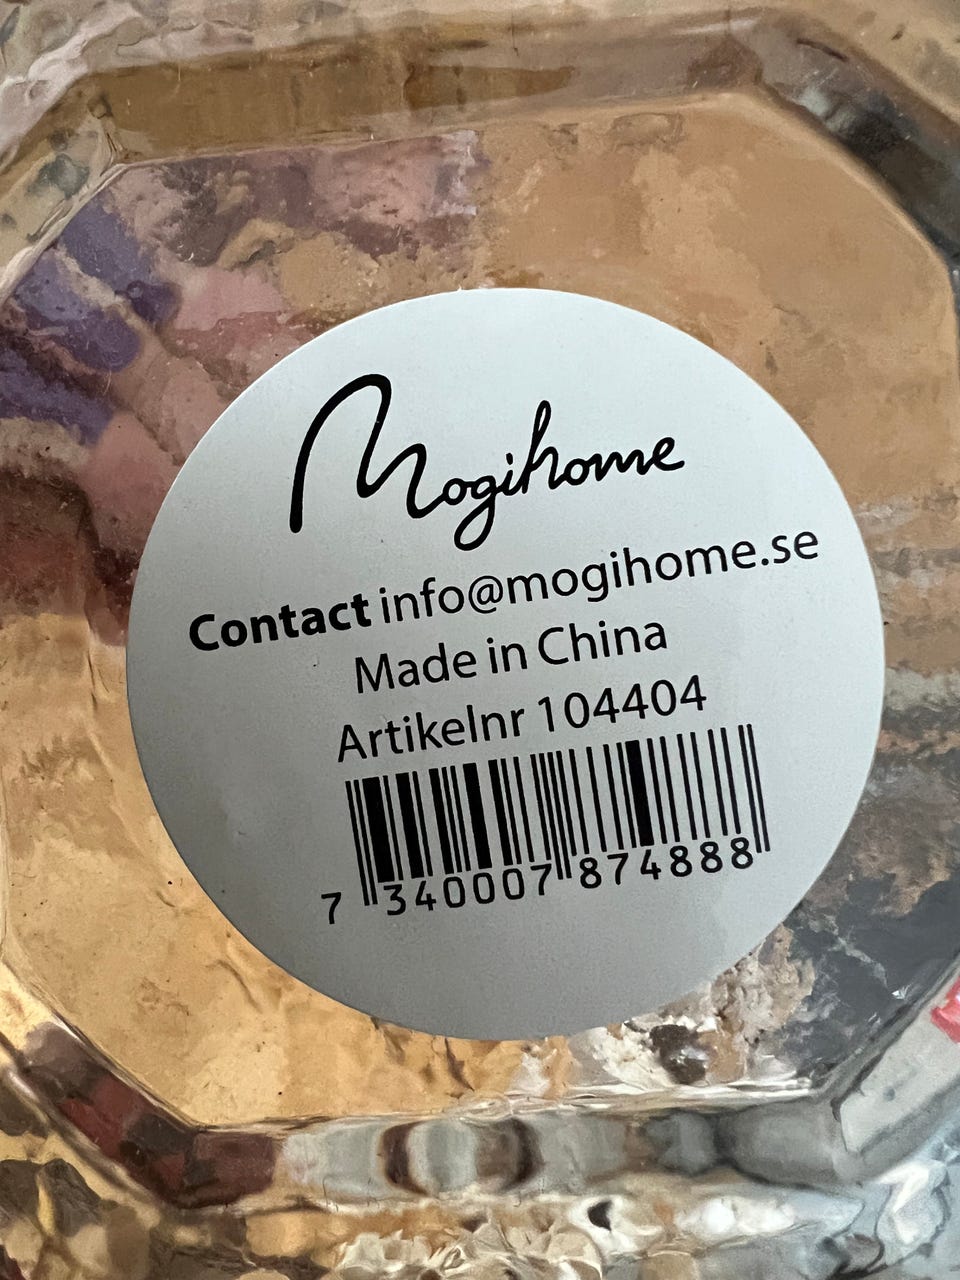 Mogihome
Contact info@mogihome.se
Made in China
Artikelnr 104404
7 340007 874888